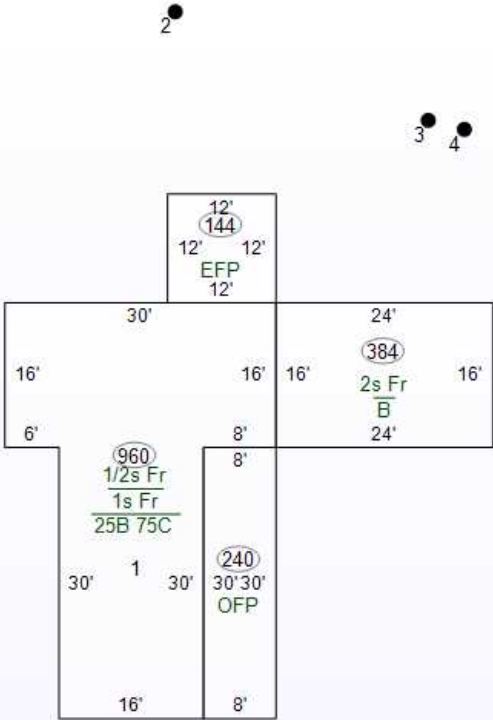 2
3
4
12'
144
12' 12'
EFP
12'
30' 24'
384
16' 16' 16' 16'
2s Fr
B
6' 8' 24'
960 8'
1/2s Fr
1s Fr
25B 75C
240
1
30' 30' 30' 30'
OFP
16' 8'